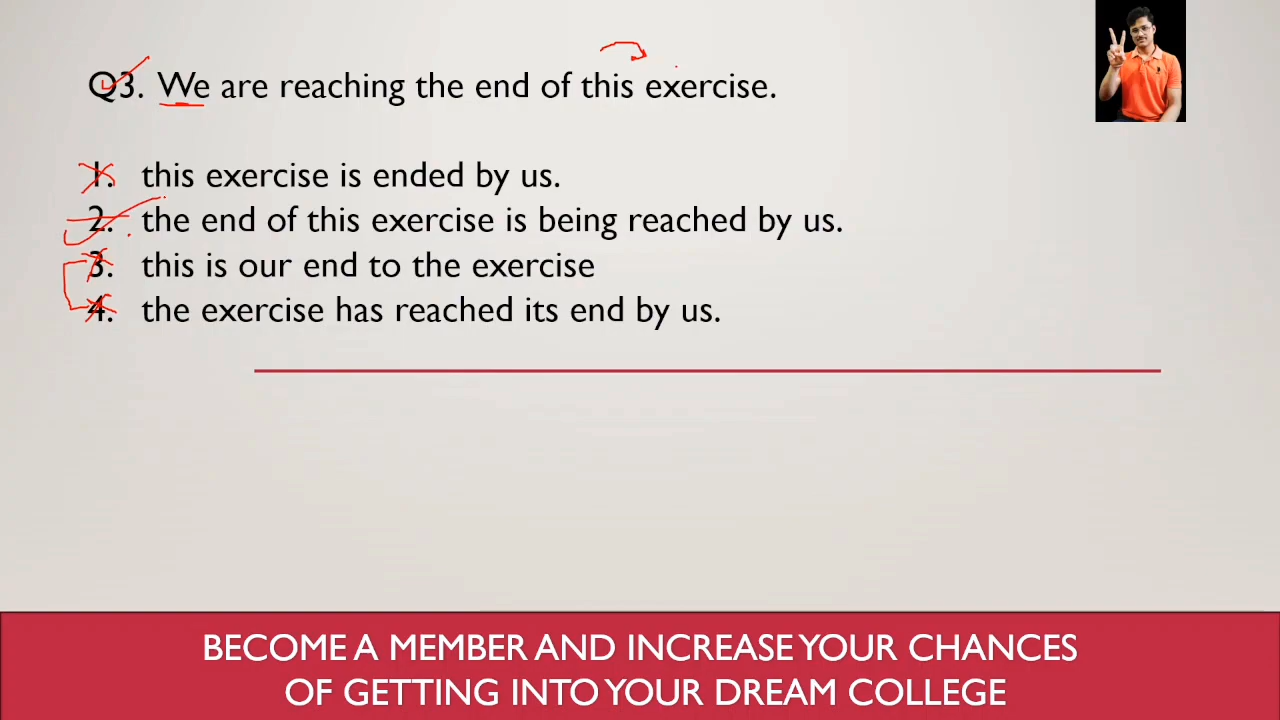 Q3. We are reaching the end of this exercise.
1. this exercise is ended by us.
2. the end of this exercise is being reached by us.
3. this is our end to the exercise
4. the exercise has reached its end by us.
BECOME A MEMBER AND INCREASE YOUR CHANCES
OF GETTING INTO YOUR DREAM COLLEGE